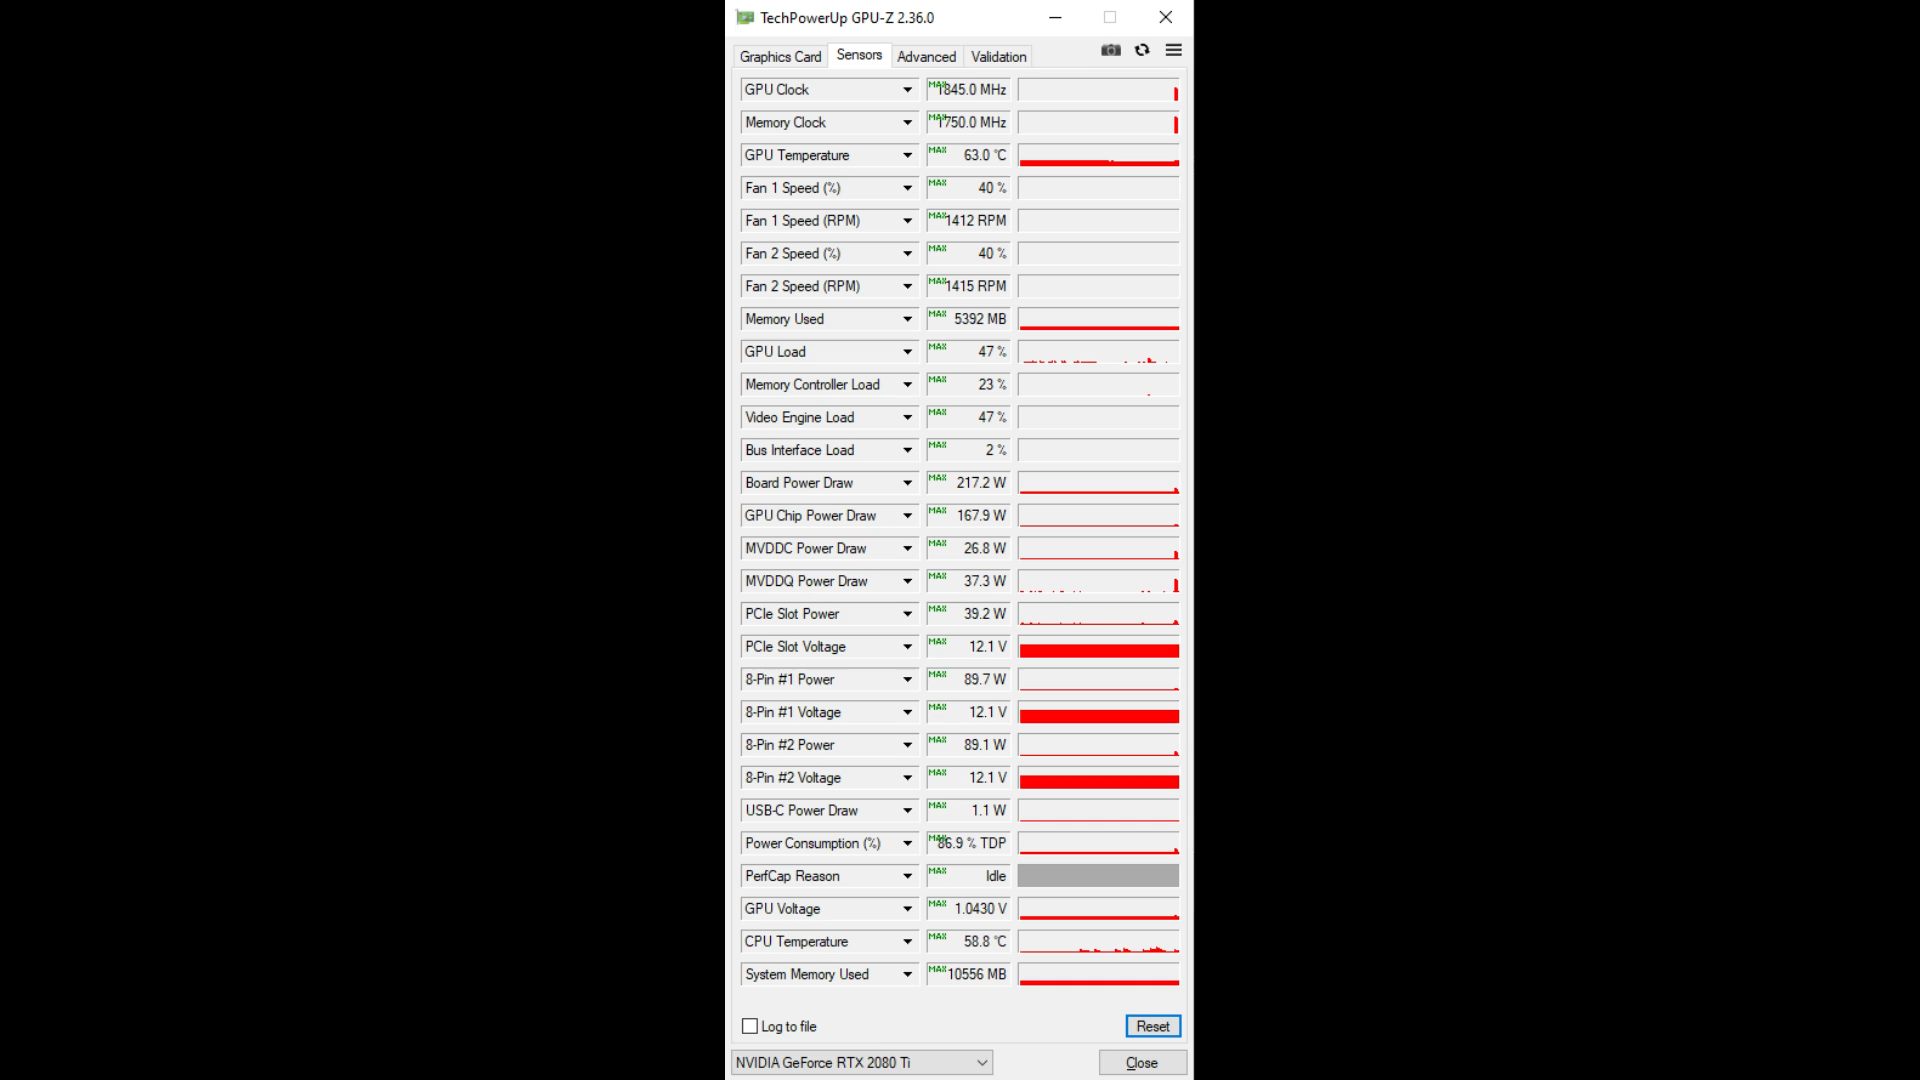 TechPowerUp GPU-Z 2.36.0
Graphics Card Sensors Advanced Validation
GPU Clock MAX 1845.0 MHz
Memory Clock MAX 1750.0 MHz
GPU Temperature MAX 63.0 °C
Fan 1 Speed (%) MAX 40 %
Fan 1 Speed (RPM) MAX 1412 RPM
Fan 2 Speed (%) MAX 40 %
Fan 2 Speed (RPM) MAX 1415 RPM
Memory Used MAX 5392 MB
GPU Load MAX 47 %
Memory Controller Load MAX 23 %
Video Engine Load MAX 47 %
Bus Interface Load MAX 2 %
Board Power Draw MAX 217.2 W
GPU Chip Power Draw MAX 167.9 W
MVDDC Power Draw MAX 26.8 W
MVDDQ Power Draw MAX 37.3 W
PCIe Slot Power MAX 39.2 W
PCIe Slot Voltage MAX 12.1 V
8-Pin #1 Power MAX 89.7 W
8-Pin #1 Voltage MAX 12.1 V
8-Pin #2 Power MAX 89.1 W
8-Pin #2 Voltage MAX 12.1 V
USB-C Power Draw MAX 1.1 W
Power Consumption (%) MAX 86.9 % TDP
PerfCap Reason MAX Idle
GPU Voltage MAX 1.0430 V
CPU Temperature MAX 58.8 °C
System Memory Used MAX 10556 MB
Log to file Reset
NVIDIA GeForce RTX 2080 Ti Close